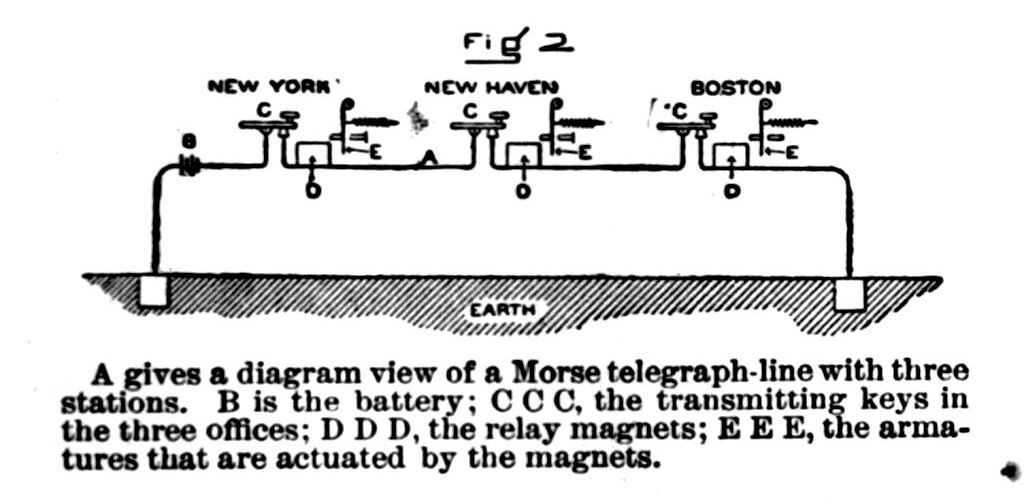 Fig 2
NEW YORK NEW HAVEN BOSTON
C C C
B E A E E
D D D
EARTH
A gives a diagram view of a Morse telegraph-line with three
stations. B is the battery; C C C, the transmitting keys in
the three offices; D D D, the relay magnets; E E E, the arma-
tures that are actuated by the magnets.